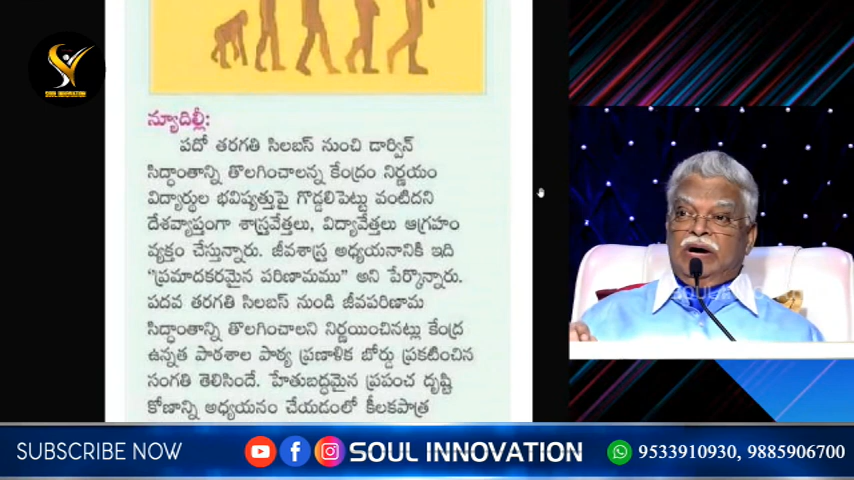 SOUL INNOVATION
న్యూదిల్లీ:
పదో తరగతి సిలబస్ నుంచి డార్విన్
సిద్ధాంతాన్ని తొలగించాలన్న కేంద్రం నిర్ణయం
విద్యార్థుల భవిష్యత్తుపై గొడ్డలిపెట్టు వంటిదని
దేశవ్యాప్తంగా శాస్త్రవేత్తలు, విద్యావేత్తలు ఆగ్రహం
వ్యక్తం చేస్తున్నారు. జీవశాస్త్ర అధ్యయనానికి ఇది
"ప్రమాదకరమైన పరిణామము" అని పేర్కొన్నారు.
పదవ తరగతి సిలబస్ నుండి జీవపరిణామ
సిద్ధాంతాన్ని తొలగించాలని నిర్ణయించినట్లు కేంద్ర
ఉన్నత పాఠశాల పాఠ్య ప్రణాళిక బోర్డు ప్రకటించిన
సంగతి తెలిసిందే. హేతుబద్ధమైన ప్రపంచ దృష్టి
కోణాన్ని అధ్యయనం చేయడంలో కీలకపాత్ర
SUBSCRIBE NOW
SOUL INNOVATION
9533910930, 9885906700